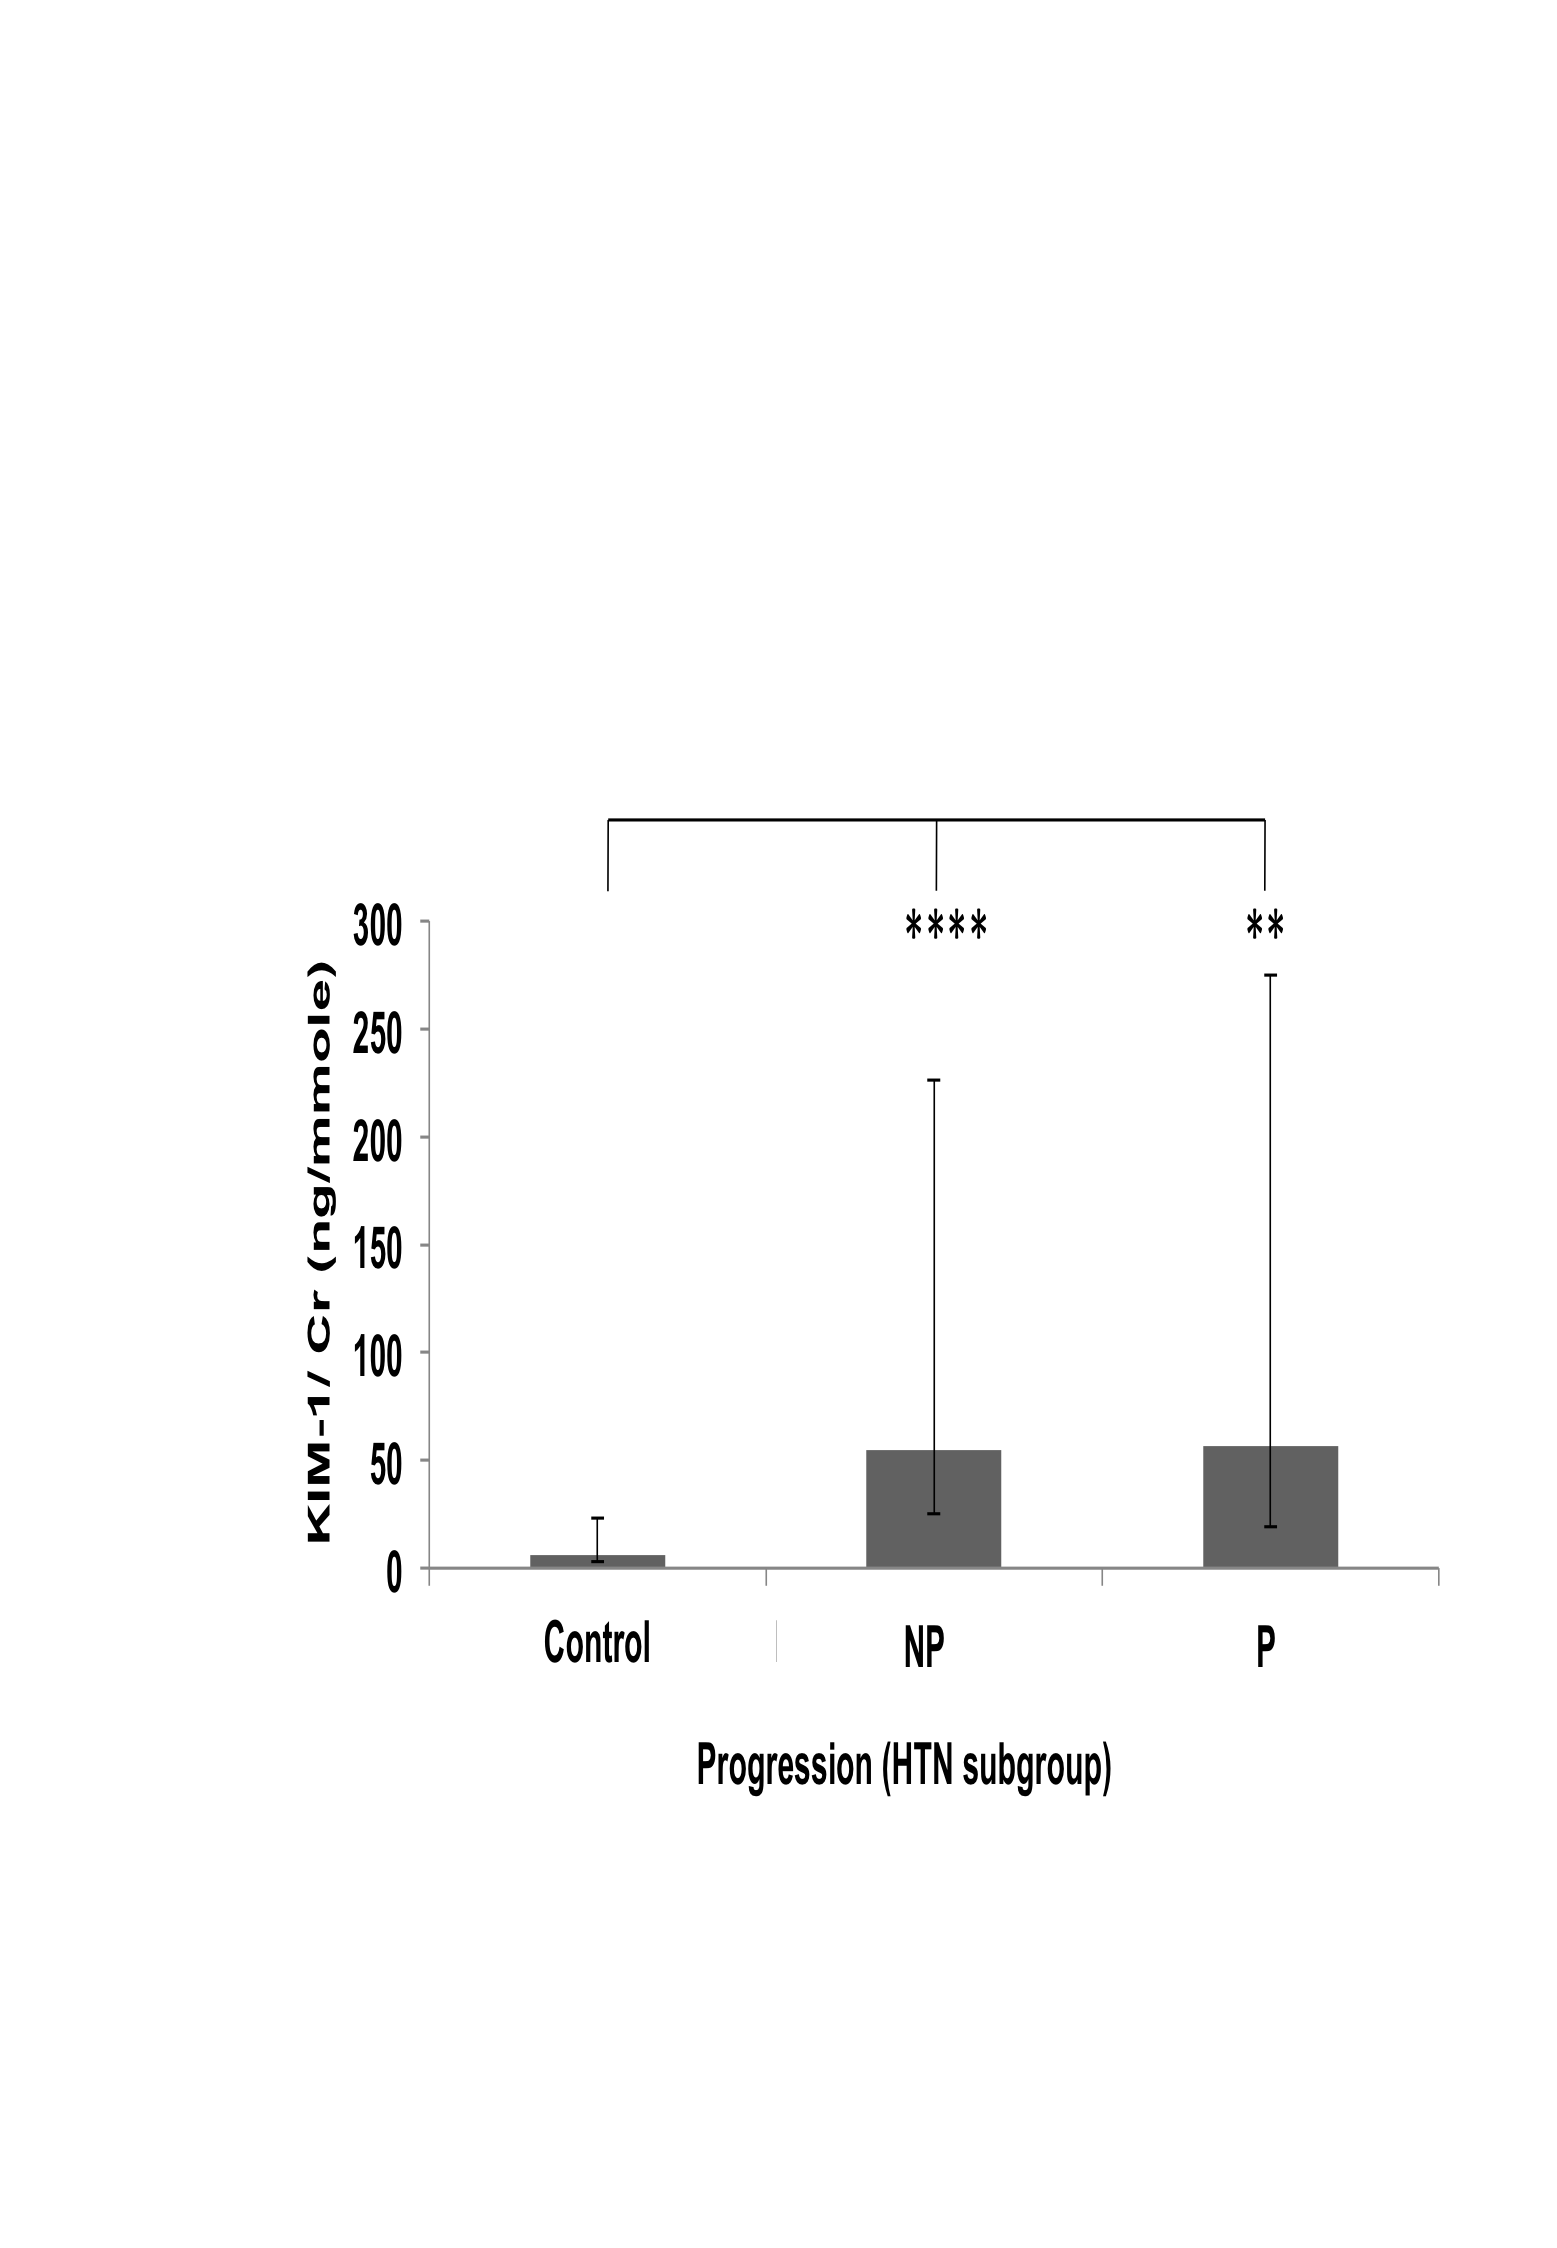 **** **
300
250
200
150
100
50
0
KIM-1/ Cr (ng/mmole)
Control NP P
Progression (HTN subgroup)